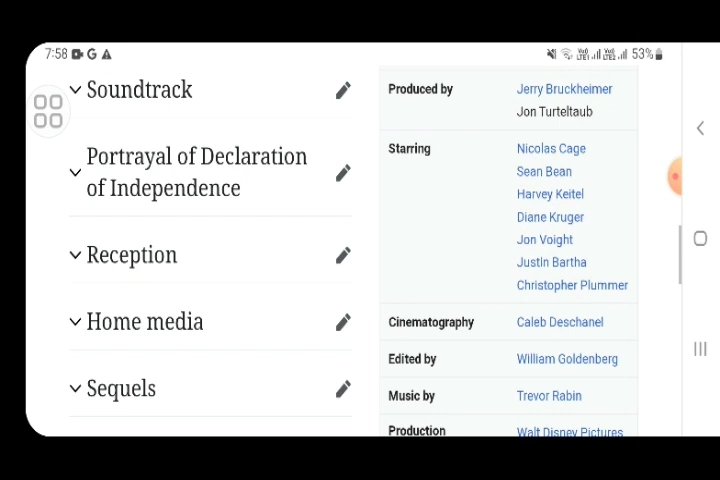 7:58 G 53%
Soundtrack
Portrayal of Declaration
of Independence
Reception
Home media
Sequels
Produced by Jerry Bruckheimer
Jon Turteltaub
Starring Nicolas Cage
Sean Bean
Harvey Keitel
Diane Kruger
Jon Voight
Justin Bartha
Christopher Plummer
Cinematography Caleb Deschanel
Edited by William Goldenberg
Music by Trevor Rabin
Production Walt Disney Pictures